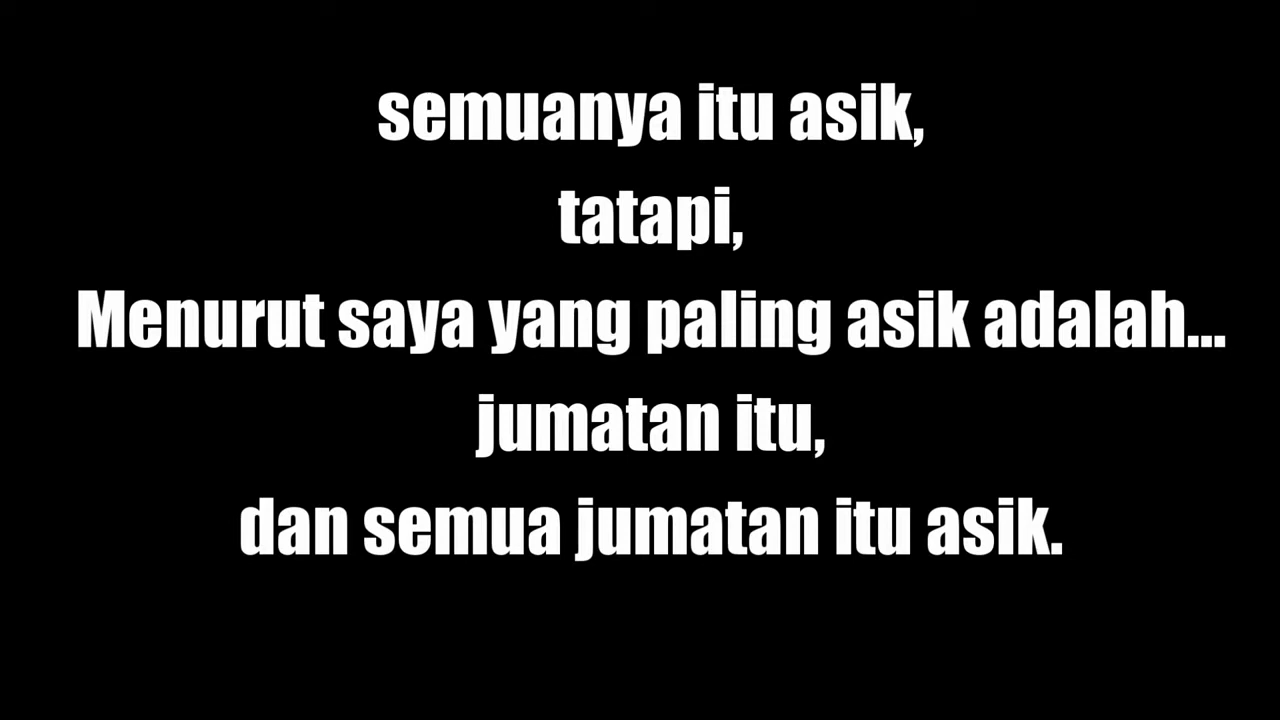 semuanya itu asik,
tatapi,
Menurut saya yang paling asik adalah...
jumatan itu,
dan semua jumatan itu asik.